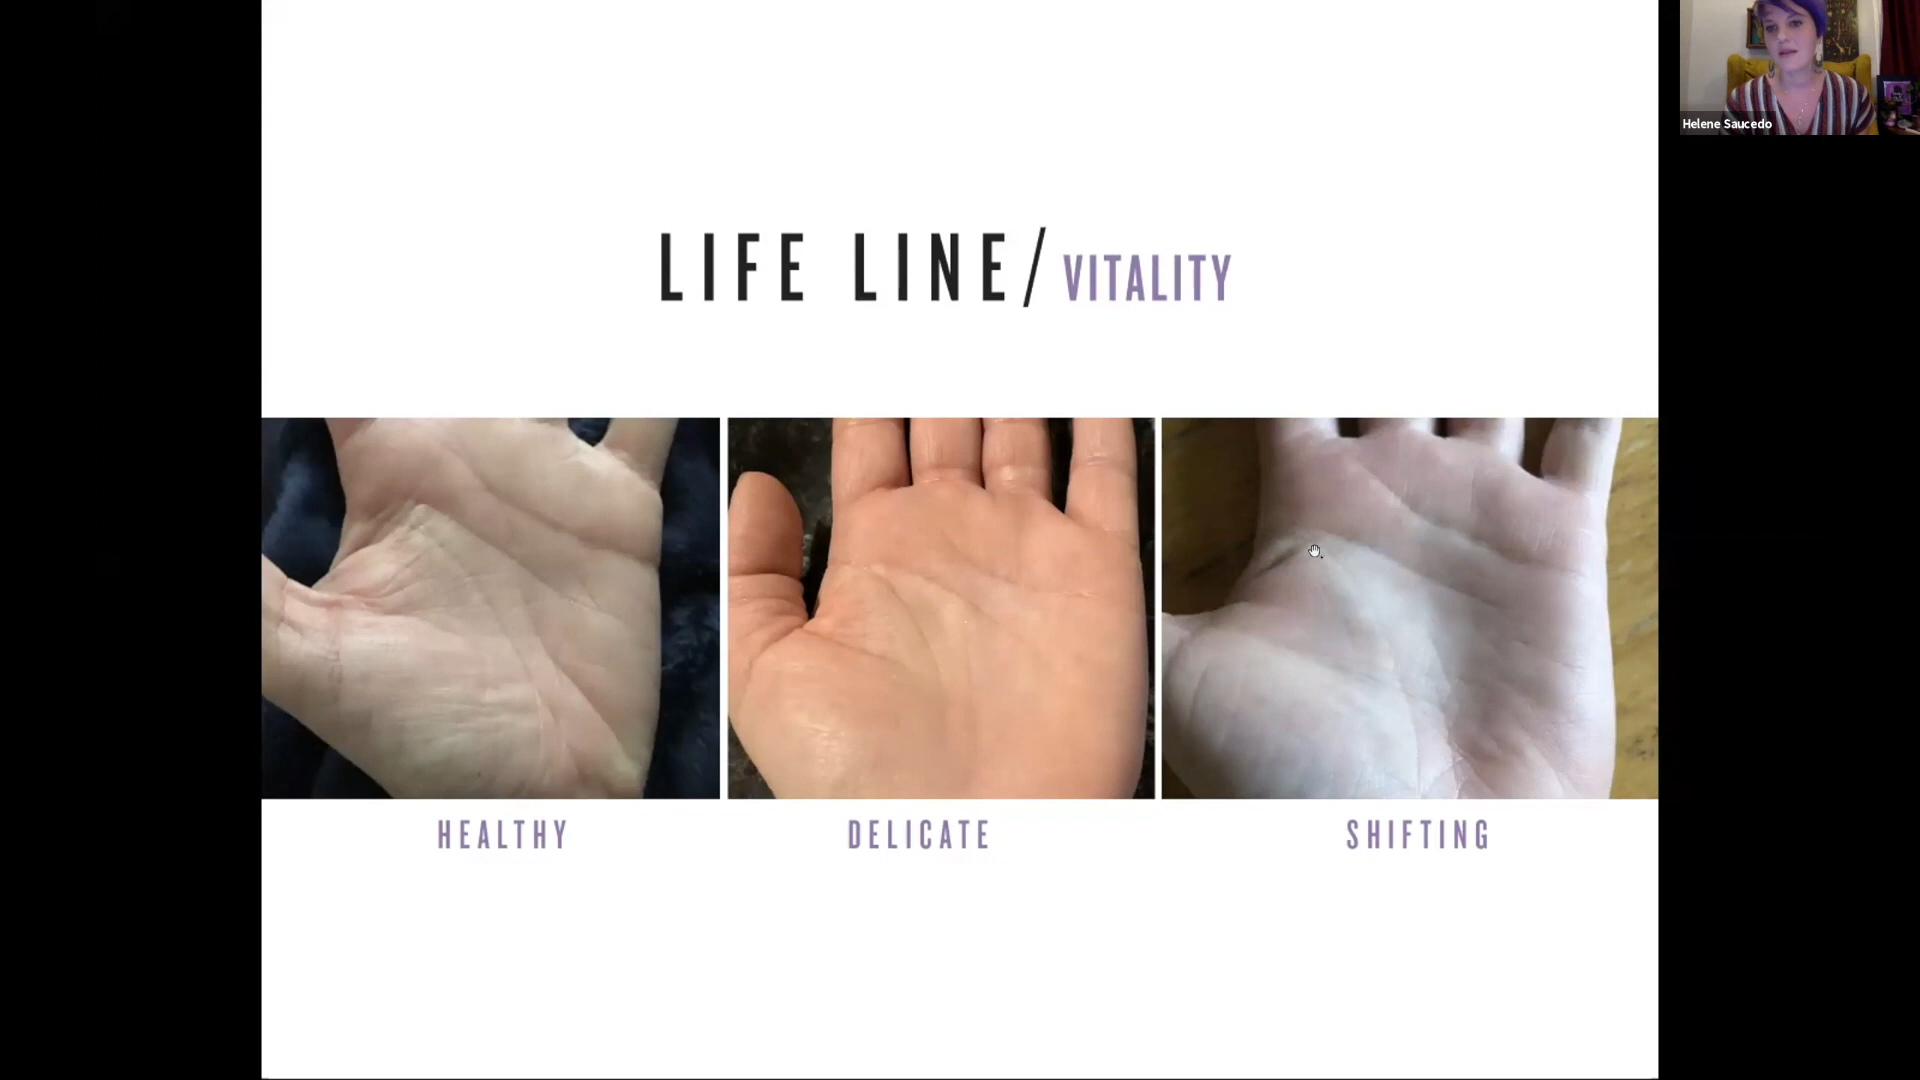 Helene Saucedo
LIFE LINE/VITALITY
HEALTHY
DELICATE
SHIFTING